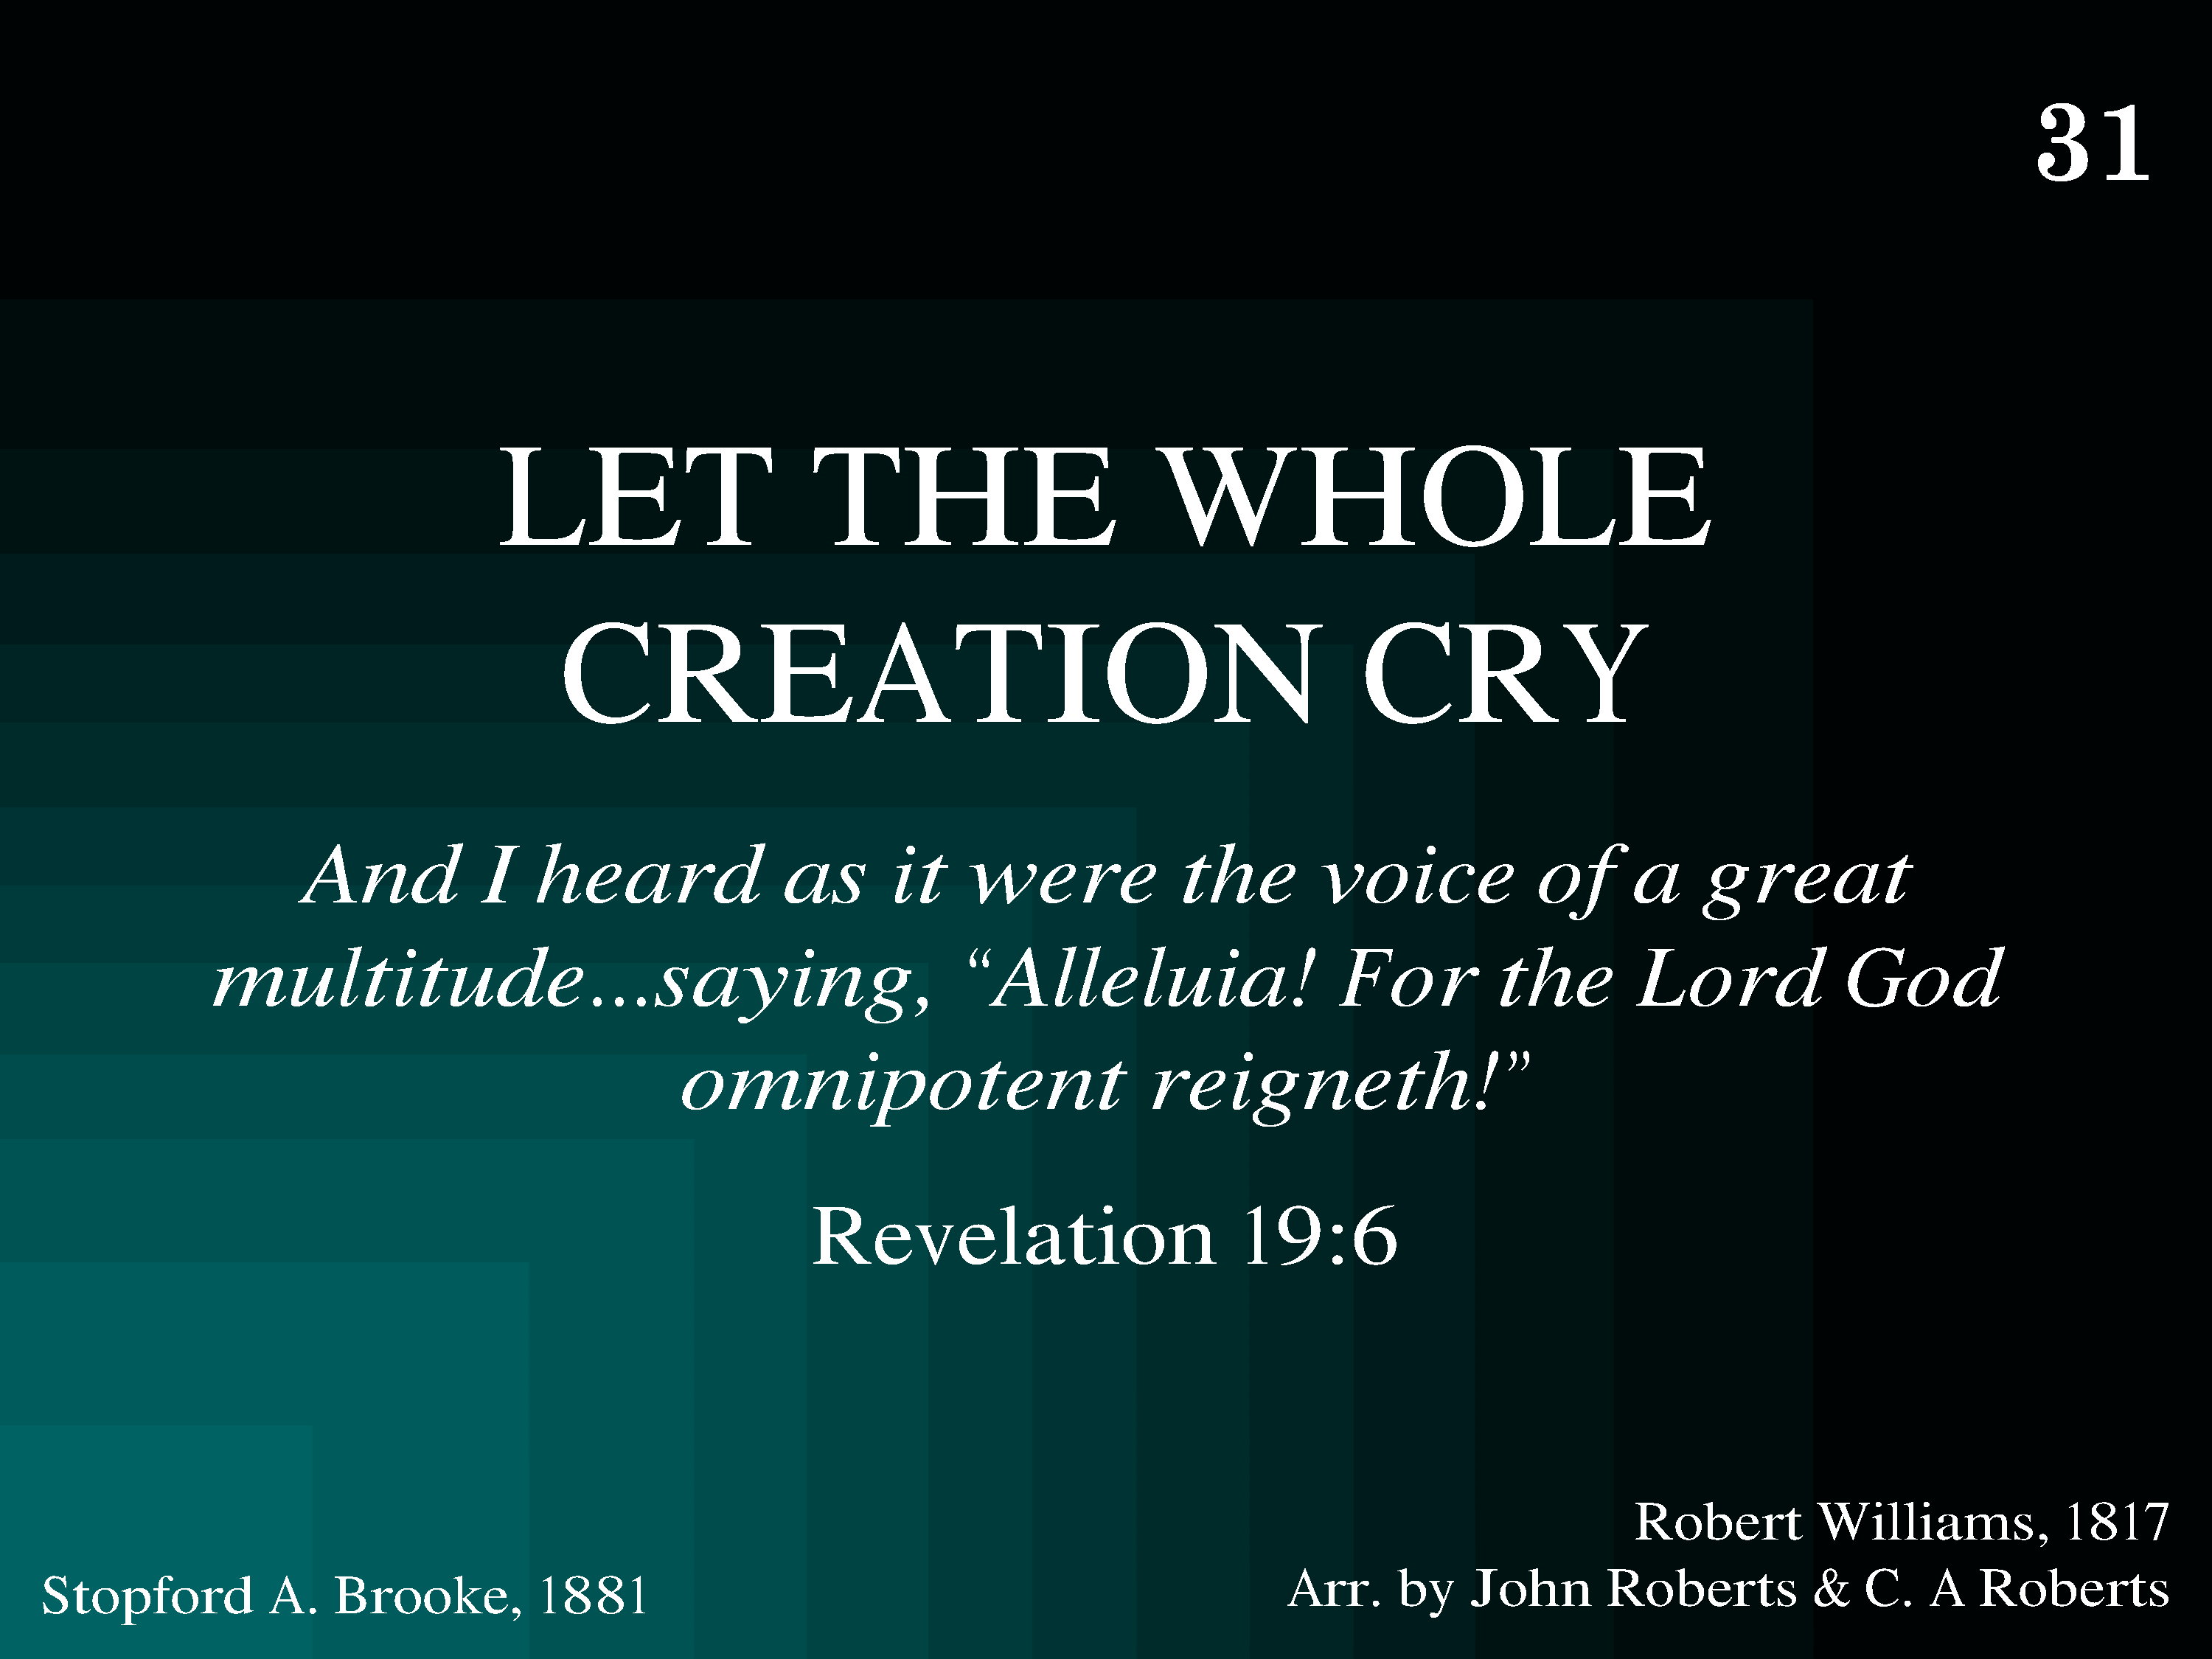 31
LET THE WHOLE
CREATION CRY
And I heard as it were the voice of a great
multitude...saying, “Alleluia! For the Lord God
omnipotent reigneth!”
Revelation 19:6
Stopford A. Brooke, 1881
Robert Williams, 1817
Arr. by John Roberts & C. A Roberts